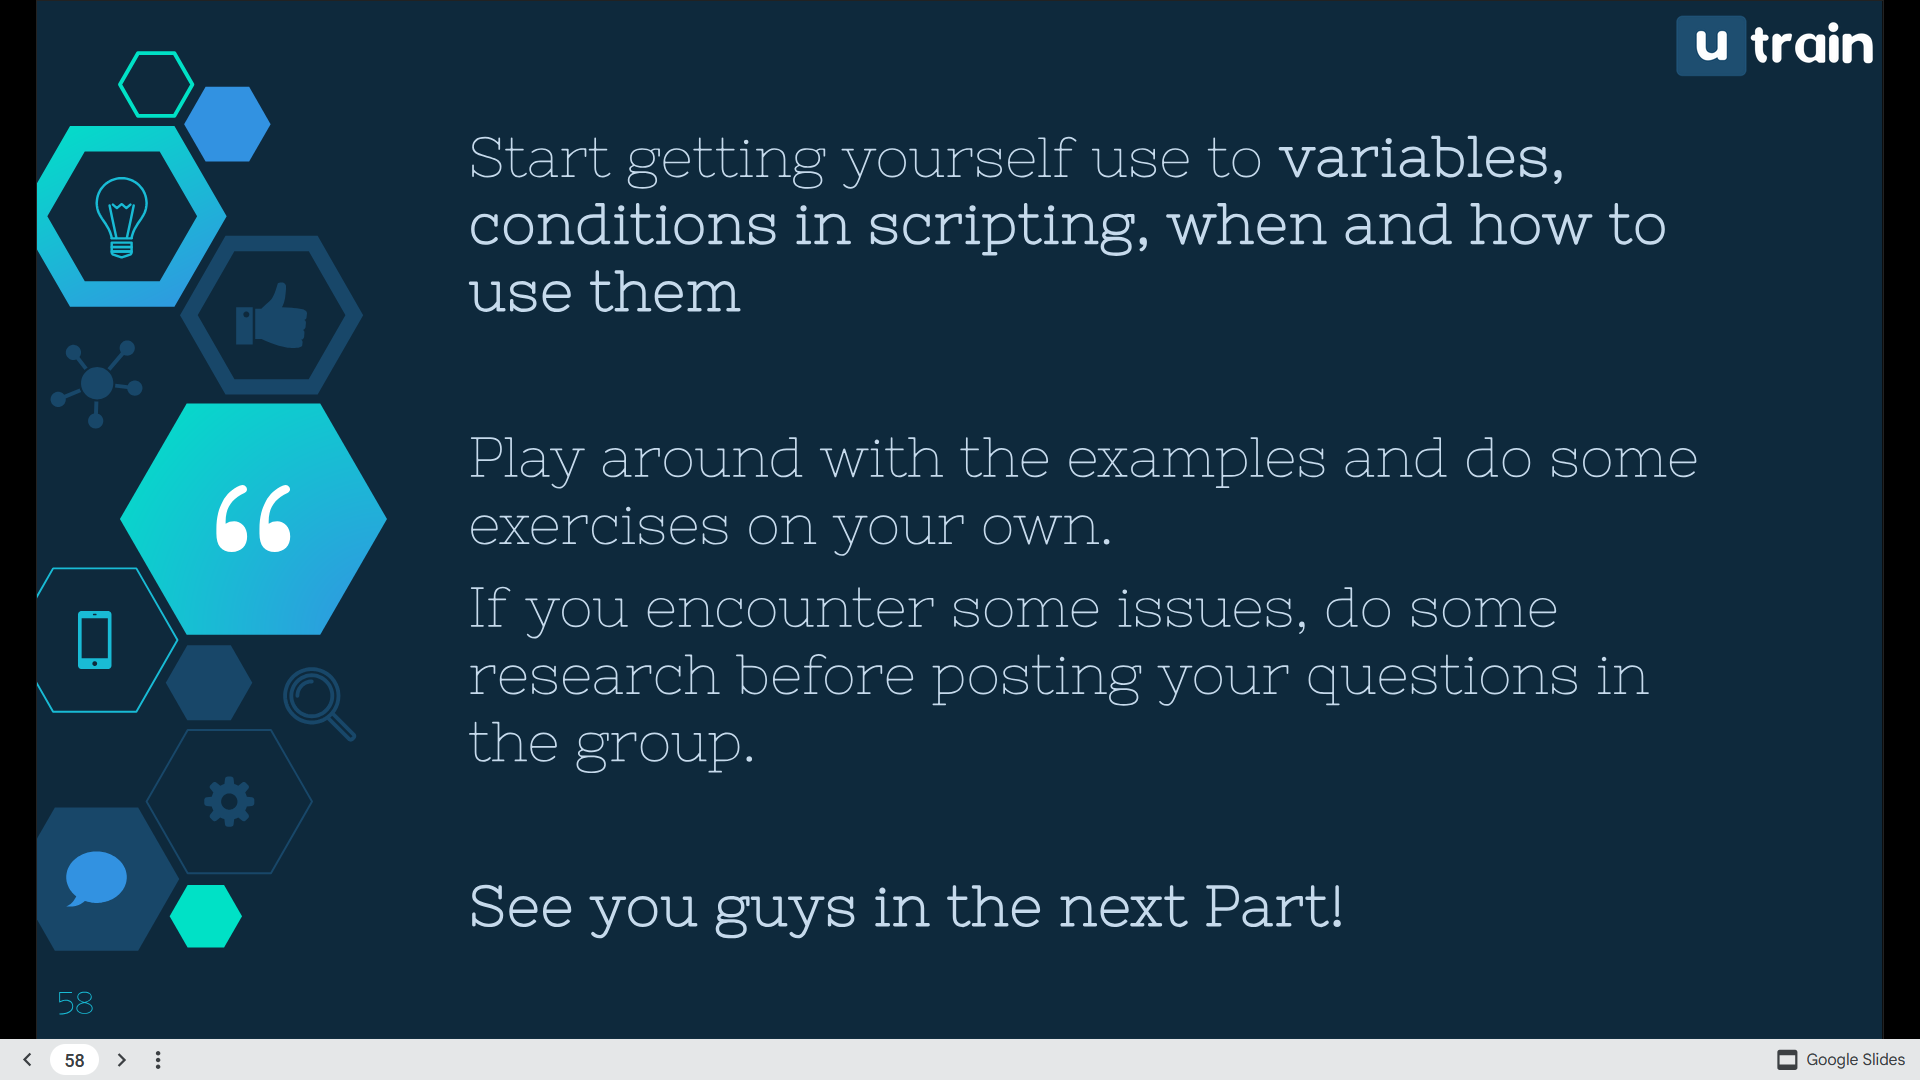 u train
Start getting yourself use to variables,
conditions in scripting, when and how to
use them
Play around with the examples and do some
exercises on your own.
If you encounter some issues, do some
research before posting your questions in
the group.
See you guys in the next Part!
58
58
Google Slides